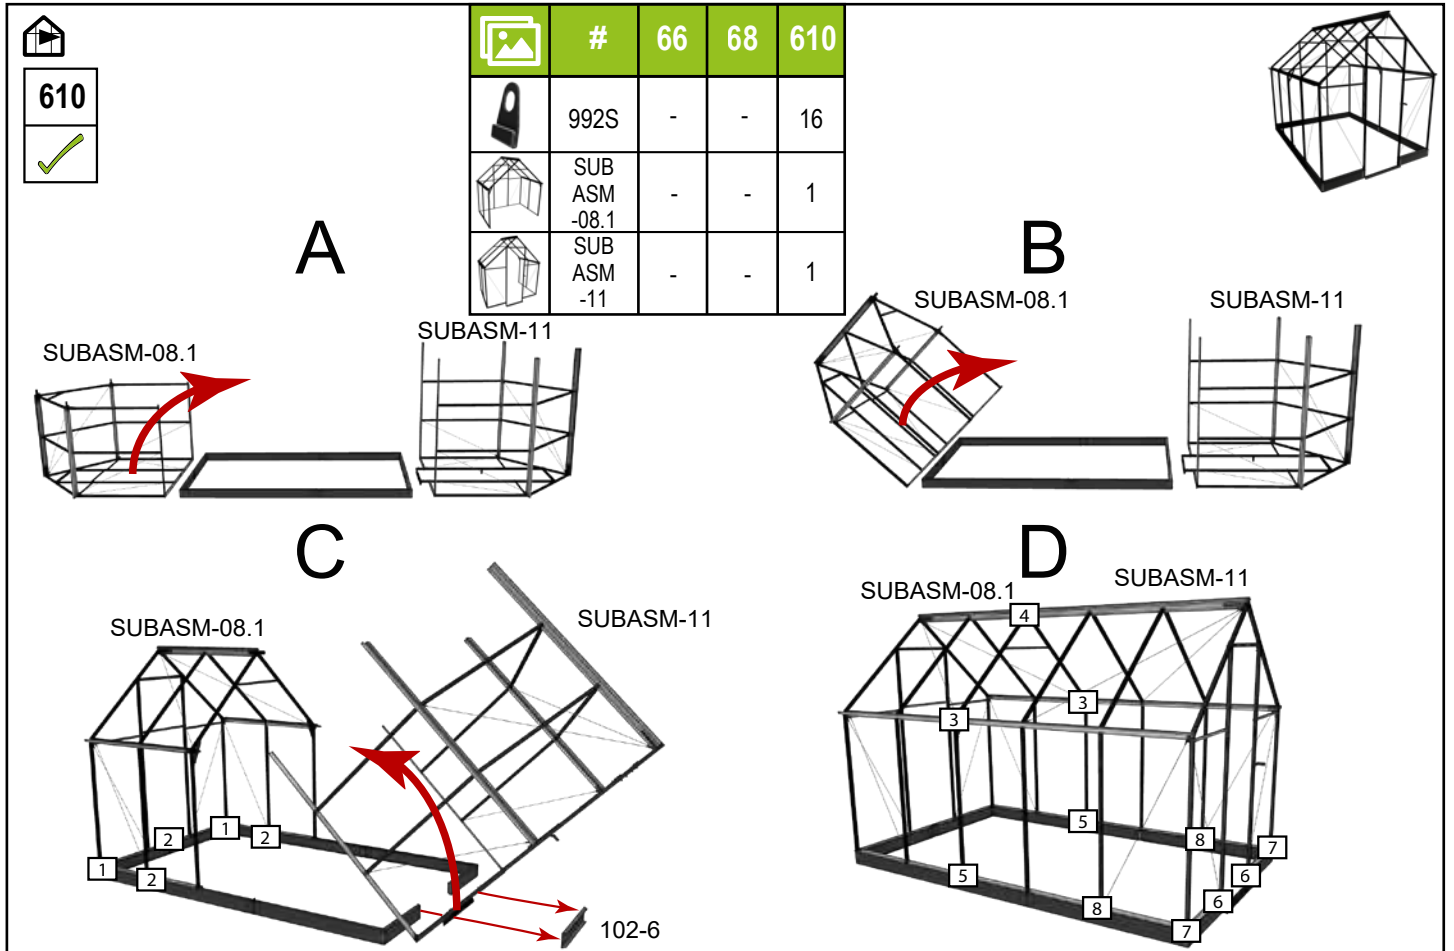 610
# 66 68 610
992S - - 16
SUB
ASM
-08.1
- - 1
SUB
ASM
-11
- - 1
A
SUBASM-08.1
SUBASM-11
B
SUBASM-08.1
SUBASM-11
C
SUBASM-08.1
SUBASM-11
1
2
1
2
2
102-6
D
SUBASM-08.1
SUBASM-11
4
3
3
5
8
7
5
6
8
6
7